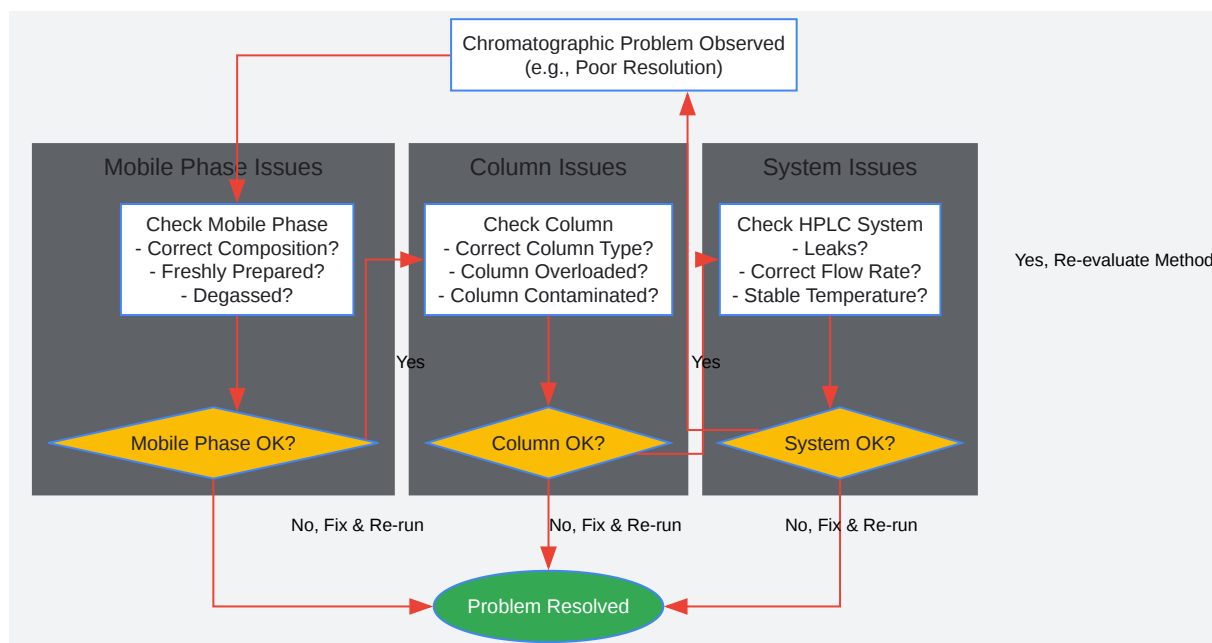 Chromatographic Problem Observed
(e.g., Poor Resolution)
Mobile Phase Issues
Column Issues
System Issues
Check Mobile Phase
- Correct Composition?
- Freshly Prepared?
- Degassed?
Check Column
- Correct Column Type?
- Column Overloaded?
- Column Contaminated?
Check HPLC System
- Leaks?
- Correct Flow Rate?
- Stable Temperature?
Yes, Re-evaluate Method
Yes
Yes
Mobile Phase OK?
Column OK?
System OK?
No, Fix & Re-run
No, Fix & Re-run
No, Fix & Re-run
Problem Resolved